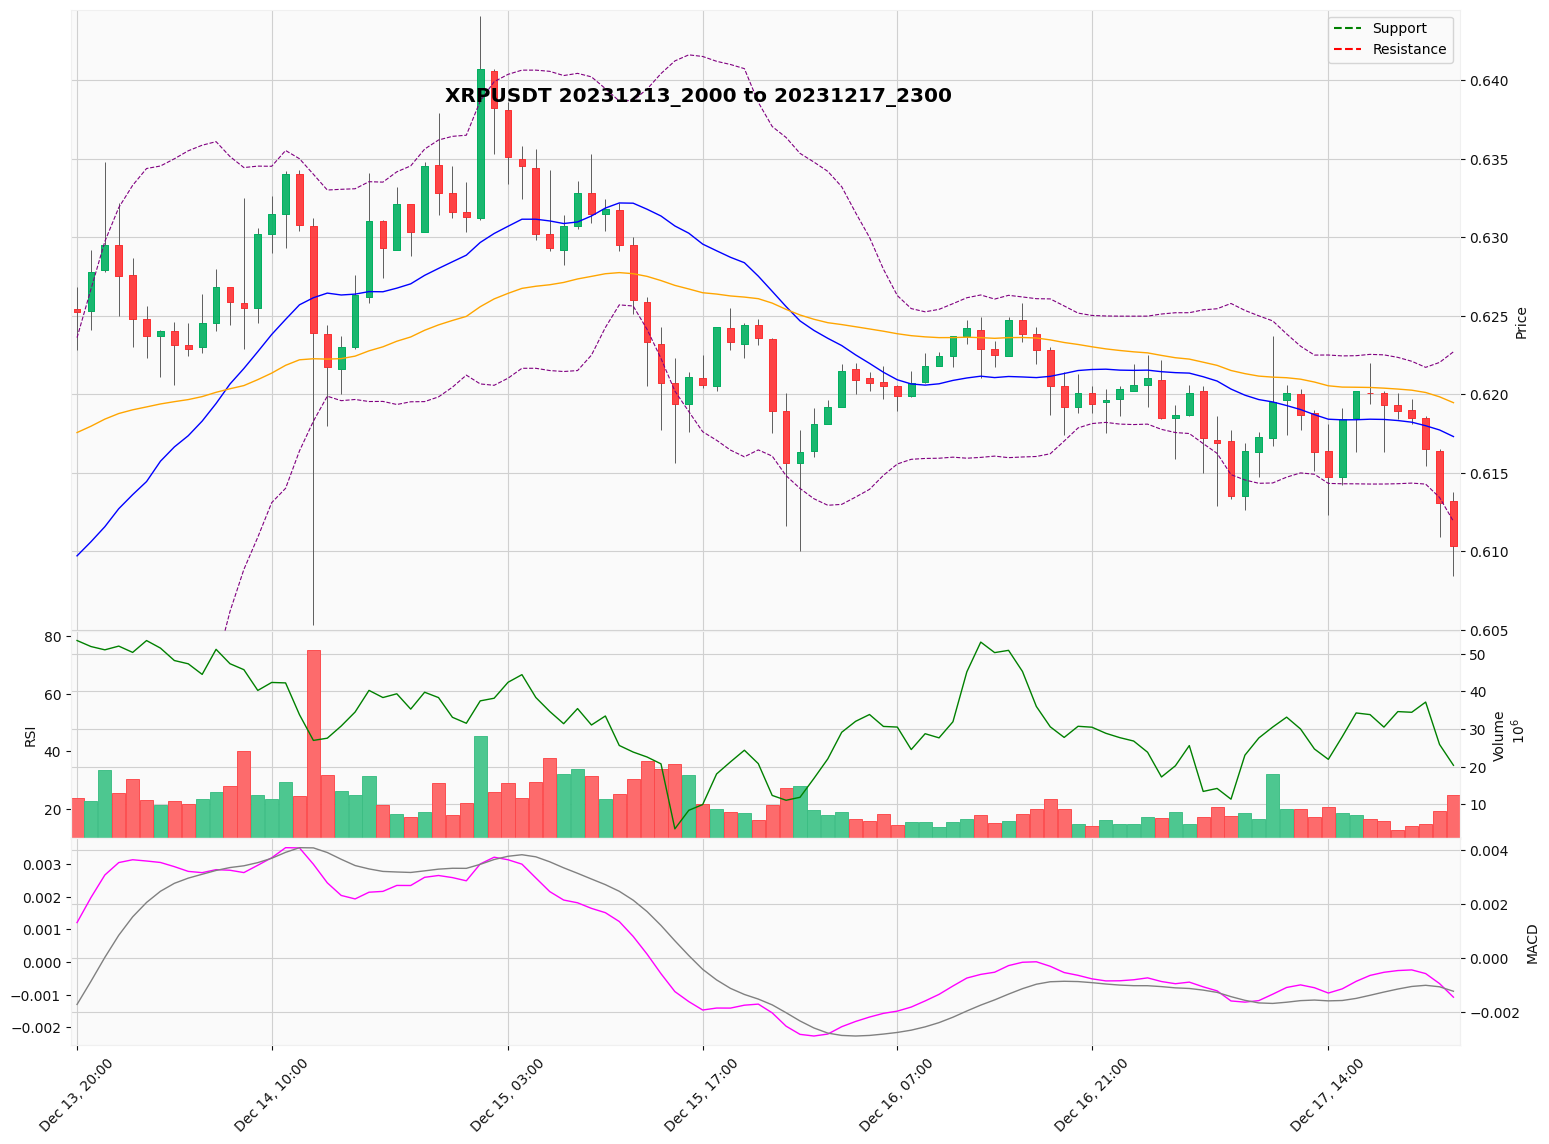 Support
Resistance
XRPUSDT 20231213_2000 to 20231217_2300
0.640
0.635
0.630
0.625
0.620
0.615
0.610
0.605
Price
80
60
40
20
RSI
50
40
30
20
10
Volume
10^6
0.003
0.002
0.001
0.000
−0.001
−0.002
0.004
0.002
0.000
−0.002
MACD
Dec 13, 20:00
Dec 14, 10:00
Dec 15, 03:00
Dec 15, 17:00
Dec 16, 07:00
Dec 16, 21:00
Dec 17, 14:00